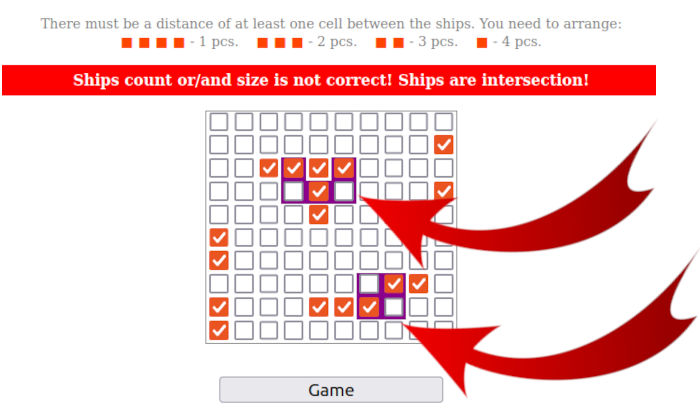 There must be a distance of at least one cell between the ships. You need to arrange:
- 1 pcs. - 2 pcs. - 3 pcs. - 4 pcs.
Ships count or/and size is not correct! Ships are intersection!
Game